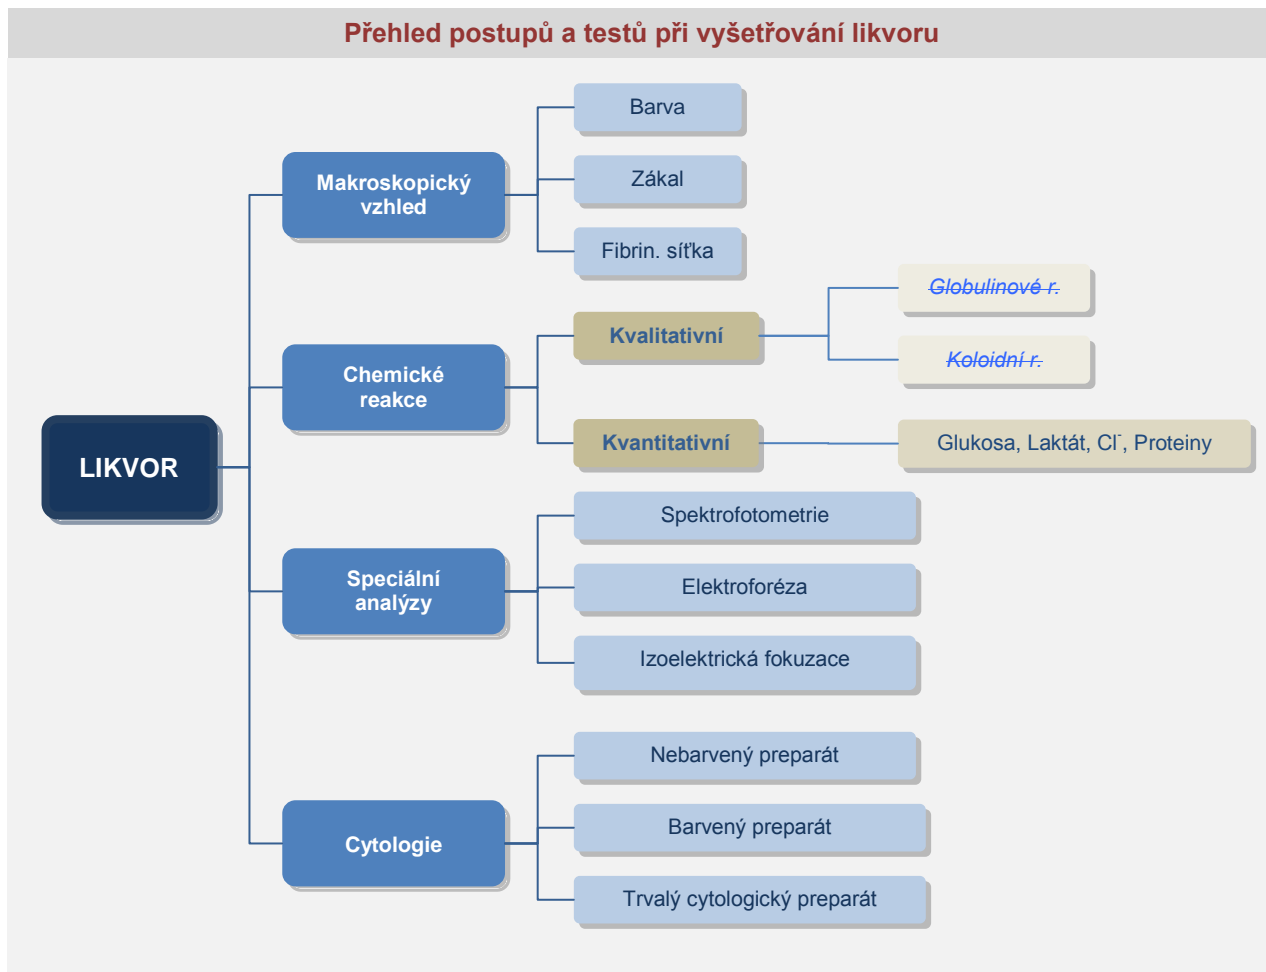 Přehled postupů a testů při vyšetřování likvoru
LIKVOR
Makroskopický
vzhled
Barva
Zákal
Fibrin. síťka
Chemické
reakce
Kvalitativní
Globulinové r.
Koloidní r.
Kvantitativní
Glukosa, Laktát, Cl⁻, Proteiny
Speciální
analýzy
Spektrofotometrie
Elektroforéza
Izoelektrická fokuzace
Cytologie
Nebarvený preparát
Barvený preparát
Trvalý cytologický preparát